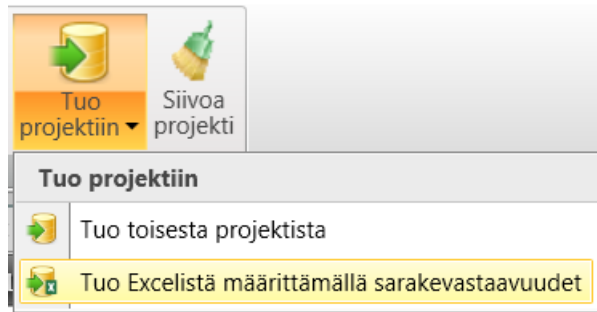 Tuo
projektiin
Siivoa
projekti
Tuo projektiin
Tuo toisesta projektista
Tuo Excelistä määrittämällä sarakevastaavuudet